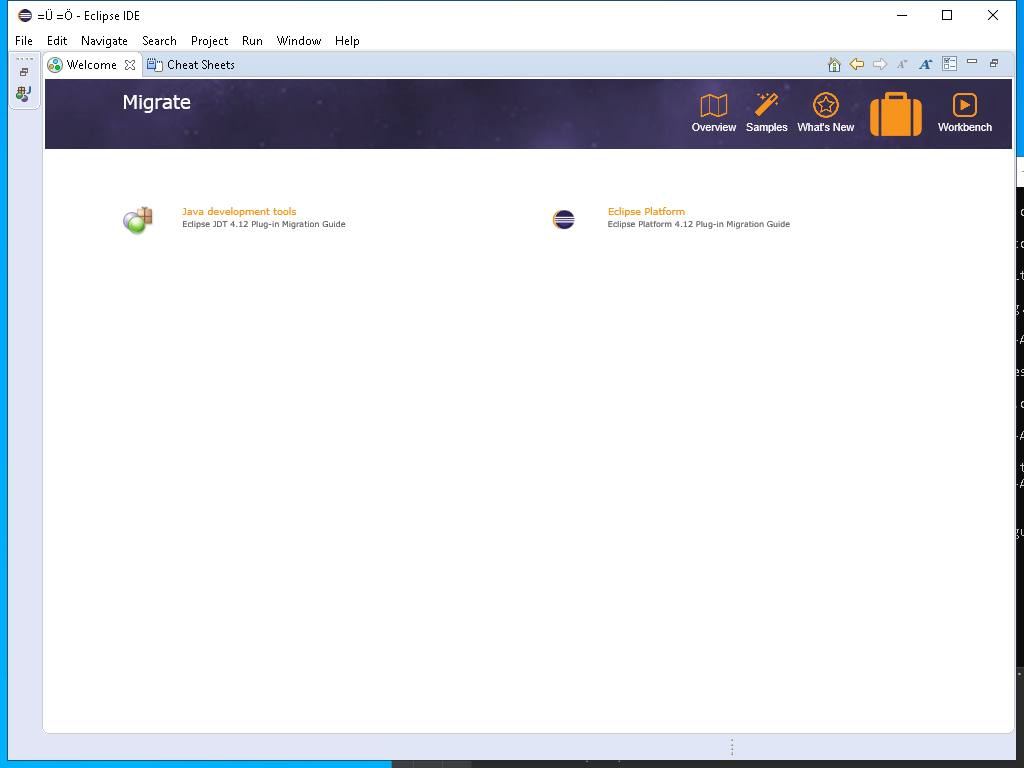 =Ü =Ö - Eclipse IDE
File Edit Navigate Search Project Run Window Help
Welcome Cheat Sheets
Migrate
Overview Samples What's New Workbench
Java development tools
Eclipse JDT 4.12 Plug-in Migration Guide
Eclipse Platform
Eclipse Platform 4.12 Plug-in Migration Guide